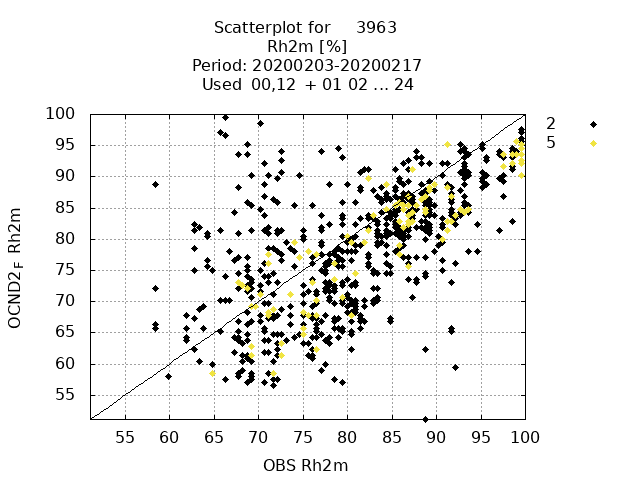 Scatterplot for 3963
Rh2m [%]
Period: 20200203-20200217
Used 00,12 + 01 02 ... 24
2
5
100
95
90
85
80
75
70
65
60
55
OCND2_F Rh2m
55 60 65 70 75 80 85 90 95 100
OBS Rh2m